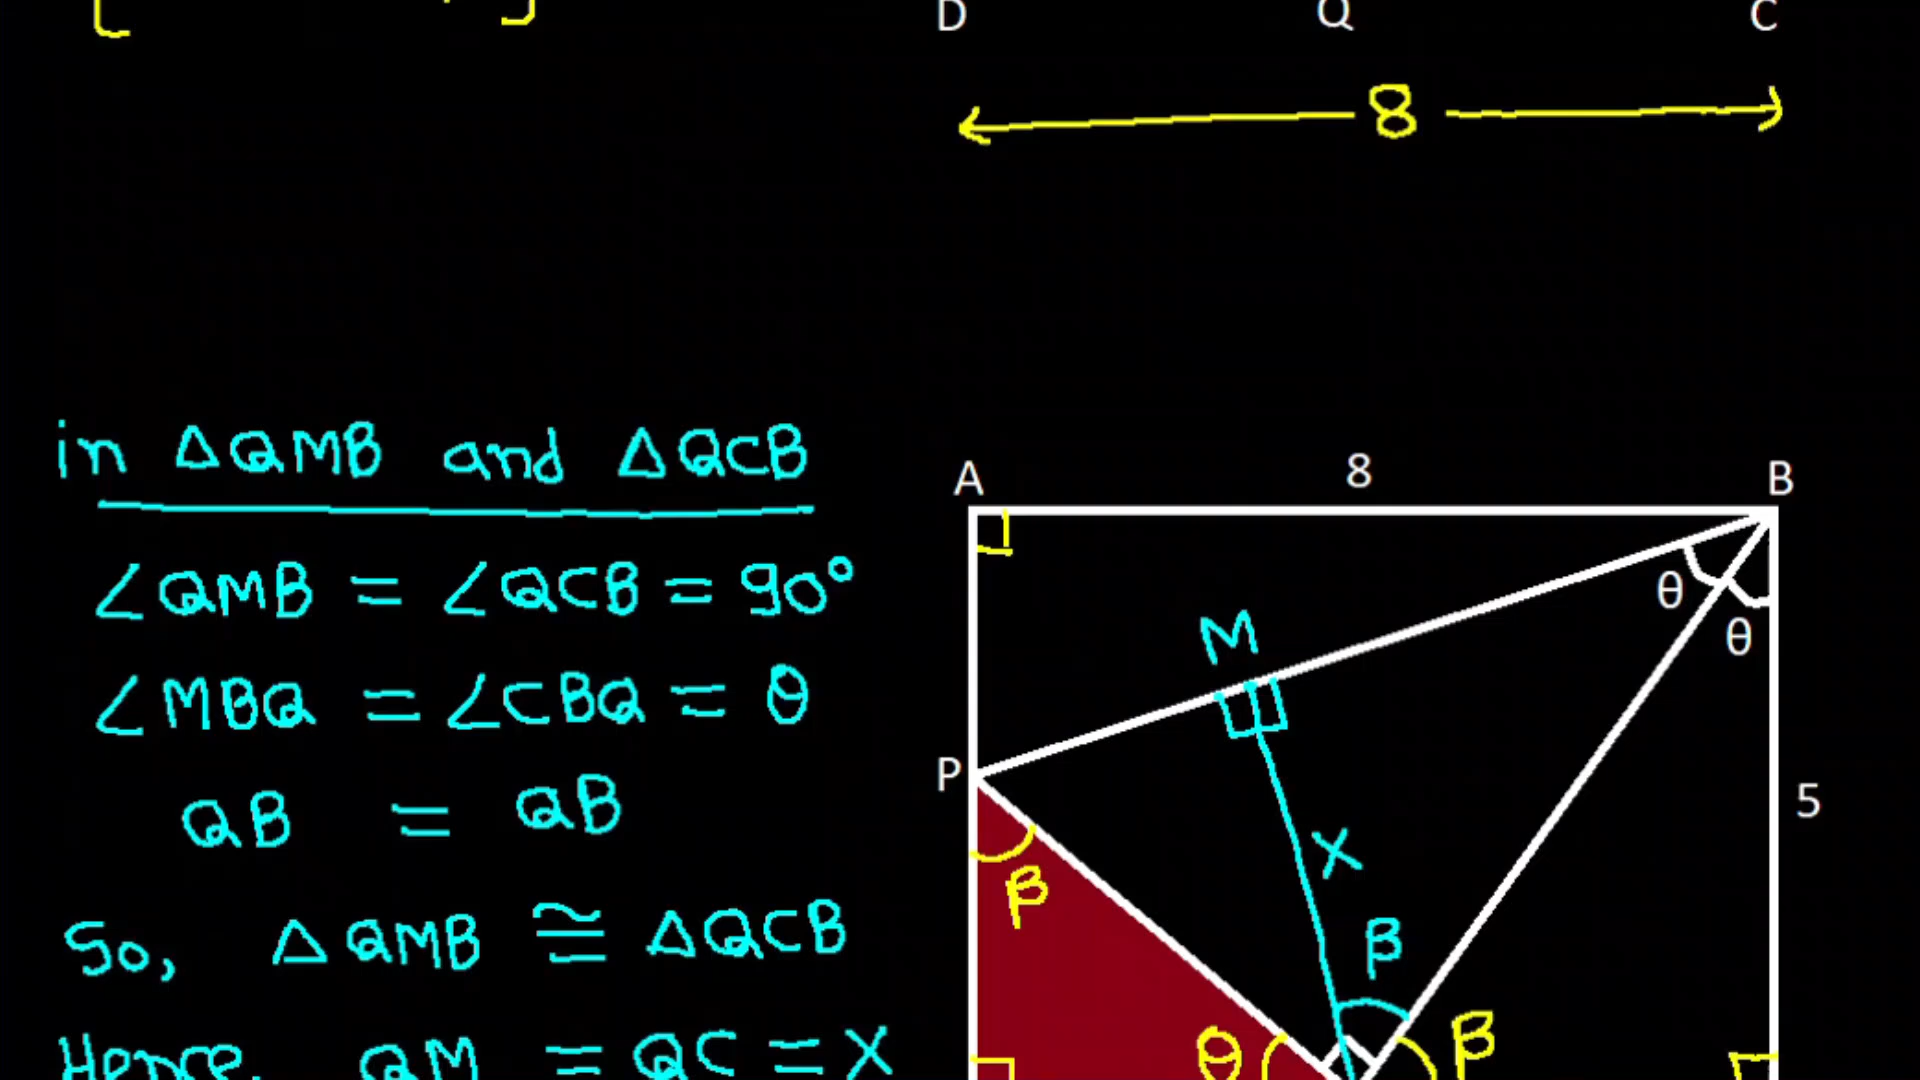 D Q C
8
in ΔQMB and ΔQCB
∠QMB = ∠QCB = 90°
∠MBQ = ∠CBQ = θ
QB = QB
So, ΔQMB ≅ ΔQCB
Hence, QM = QC = X
A 8 B
θ
θ
M
P
5
X
β
β
θ
β